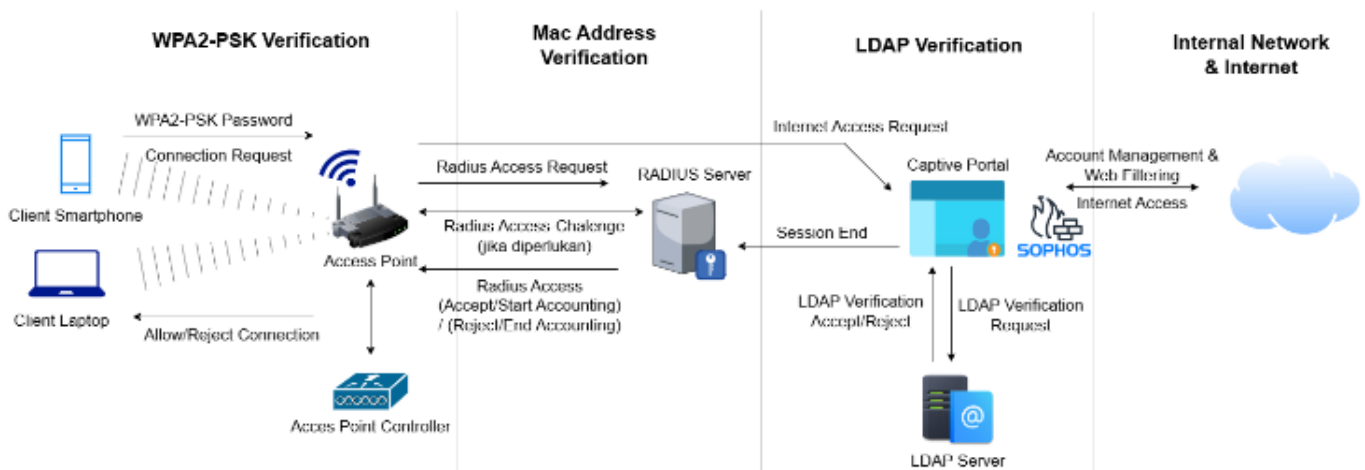 WPA2-PSK Verification
Mac Address
Verification
LDAP Verification
Internal Network
& Internet
WPA2-PSK Password
Connection Request
Client Smartphone
Client Laptop
Allow/Reject Connection
Access Point
Acces Point Controller
Radius Access Request
RADIUS Server
Radius Access Chalenge
(jika diperlukan)
Radius Access
(Accept/Start Accounting)
/ (Reject/End Accounting)
Internet Access Request
Captive Portal
Session End
SOPHOS
LDAP Verification
Accept/Reject
LDAP Verification
Request
LDAP Server
Account Management &
Web Filtering
Internet Access